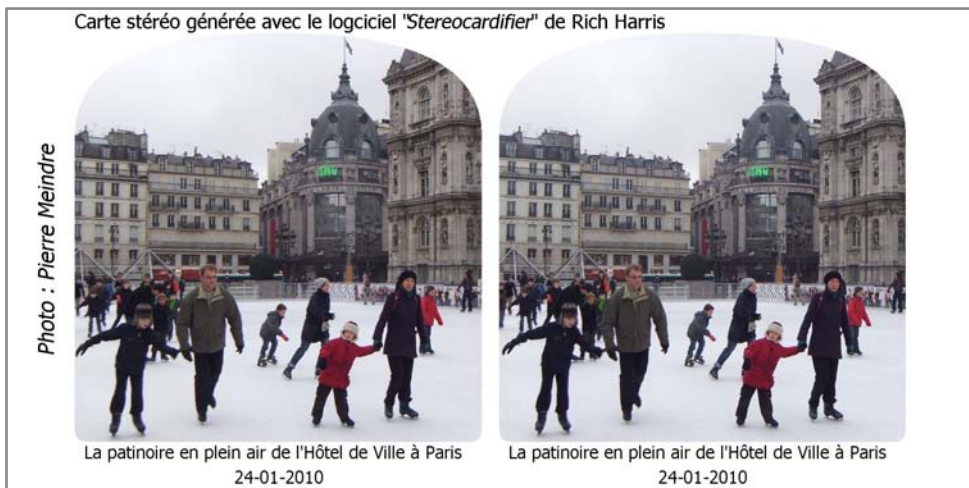 Carte stéréo générée avec le logciciel "Stereocardifier" de Rich Harris
Photo : Pierre Meindre
La patinoire en plein air de l'Hôtel de Ville à Paris
24-01-2010
La patinoire en plein air de l'Hôtel de Ville à Paris
24-01-2010